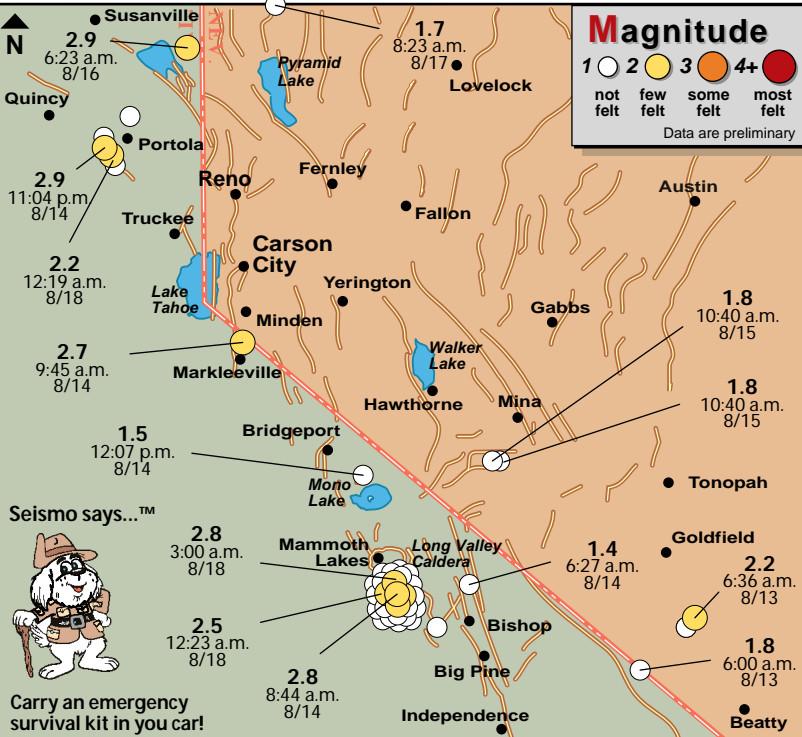 N
Susanville
NEV
2.9
6:23 a.m.
8/16
1.7
8:23 a.m.
8/17
Magnitude
1 2 3 4+
not felt
few felt
some felt
most felt
Data are preliminary
Pyramid
Lake
Lovelock
Quincy
Portola
2.9
11:04 p.m.
8/14
Reno
Fernley
Fallon
Austin
Truckee
Carson
City
2.2
12:19 a.m.
8/18
Lake
Tahoe
Yerington
Minden
Gabbs
1.8
10:40 a.m.
8/15
2.7
9:45 a.m.
8/14
Markleeville
Walker
Lake
Hawthorne
Mina
1.8
10:40 a.m.
8/15
Bridgeport
1.5
12:07 p.m.
8/14
Mono
Lake
Tonopah
Seismo says...™
2.8
3:00 a.m.
8/18
Mammoth
Lakes
Long Valley
Caldera
1.4
6:27 a.m.
8/14
Goldfield
2.2
6:36 a.m.
8/13
2.5
12:23 a.m.
8/18
Bishop
2.8
8:44 a.m.
8/14
Big Pine
1.8
6:00 a.m.
8/13
Carry an emergency
survival kit in you car!
Independence
Beatty